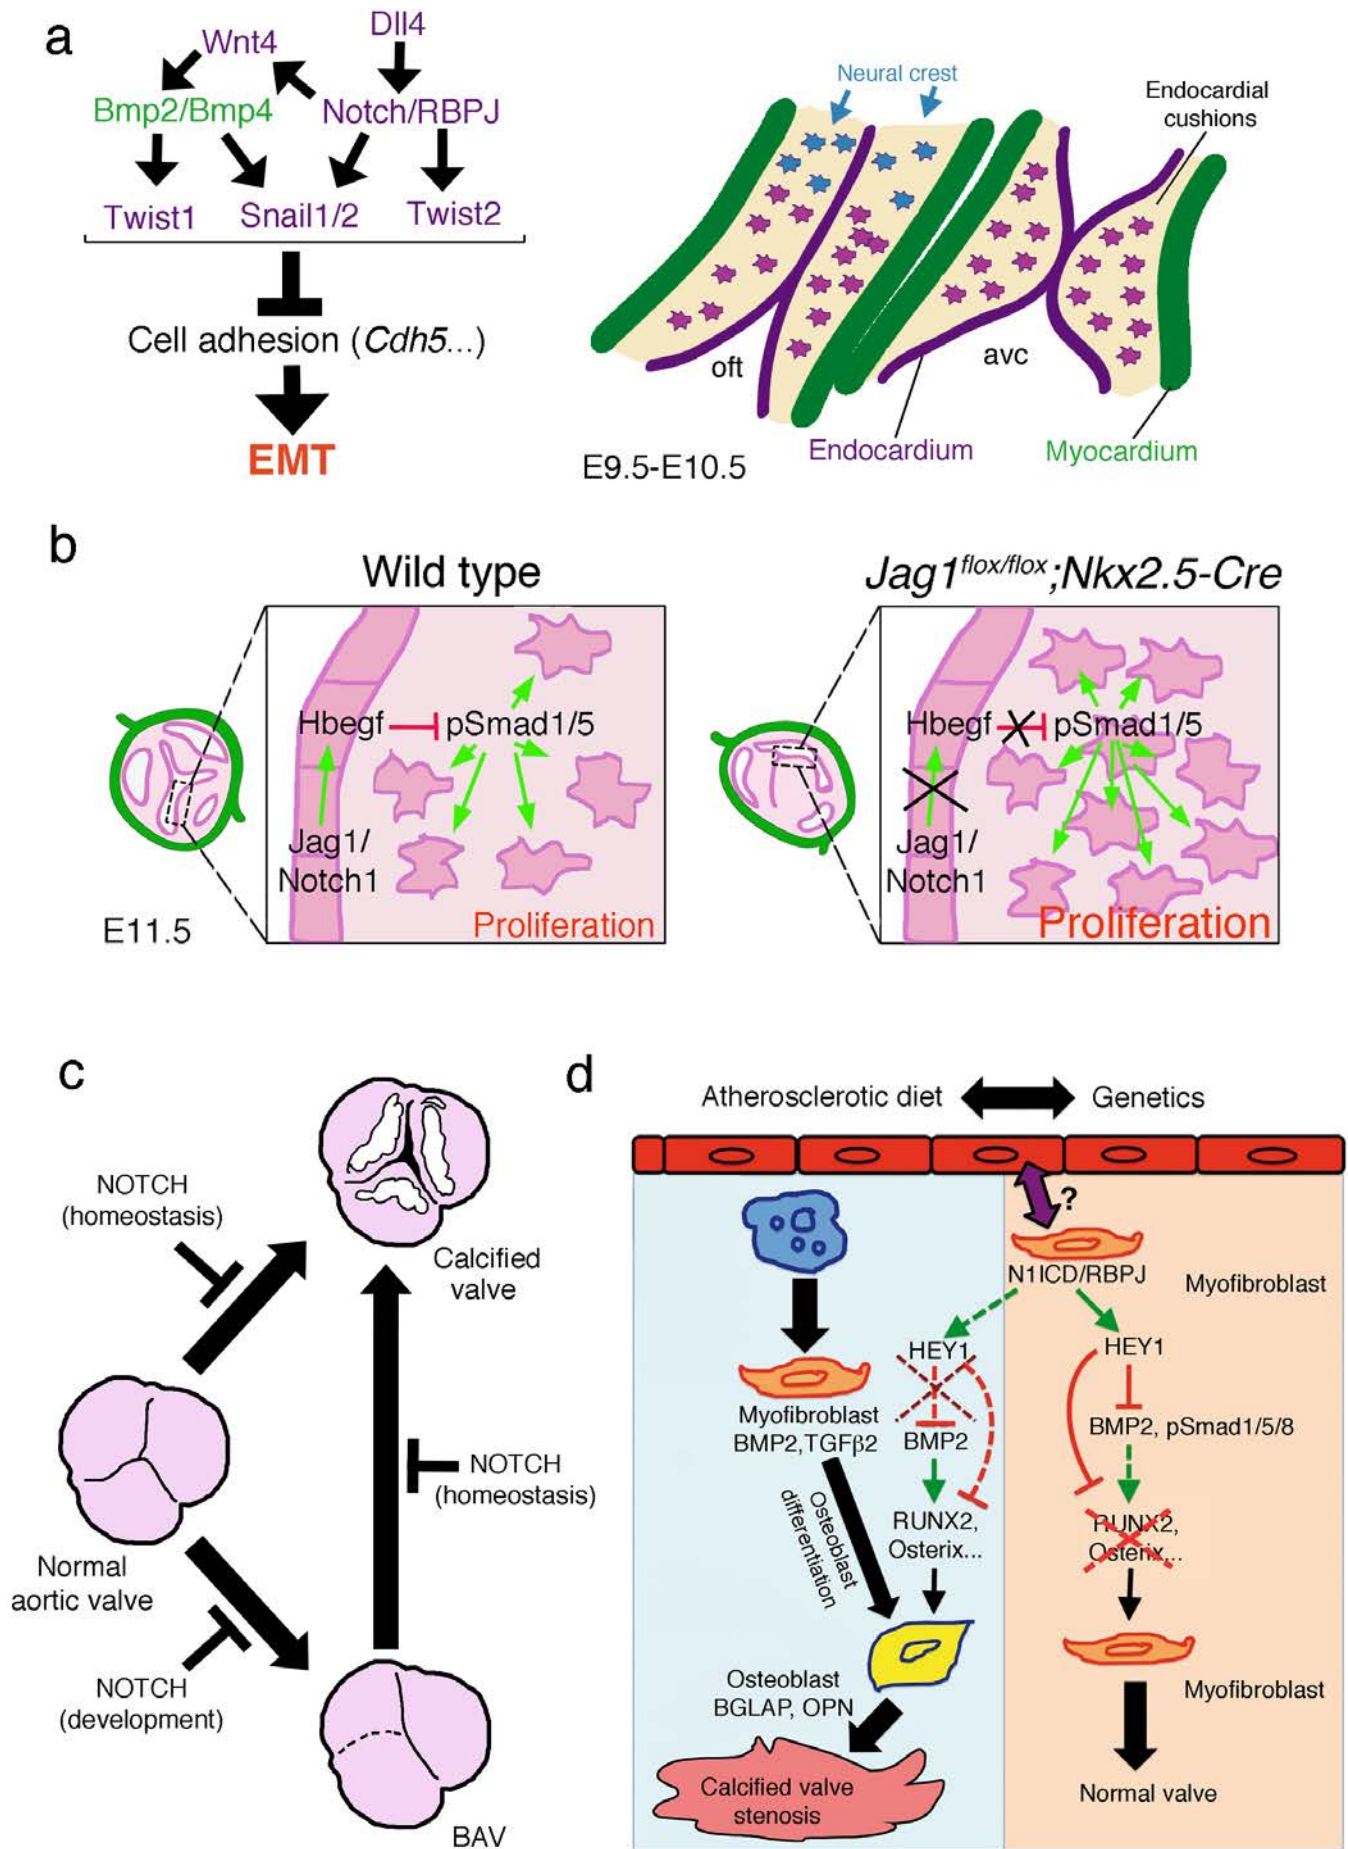 a
Dll4
Wnt4
Bmp2/Bmp4
Notch/RBPJ
Twist1
Snail1/2
Twist2
Cell adhesion (Cdh5...)
EMT
Neural crest
Endocardial
cushions
oft
avc
Endocardium
Myocardium
E9.5-E10.5
b
Wild type
Hbegf
pSmad1/5
Jag1/
Notch1
Proliferation
E11.5
Jag1flox/flox;Nkx2.5-Cre
Hbegf
pSmad1/5
Jag1/
Notch1
Proliferation
c
NOTCH
(homeostasis)
Calcified
valve
NOTCH
(homeostasis)
Normal
aortic valve
NOTCH
(development)
BAV
d
Atherosclerotic diet
Genetics
?
N1ICD/RBPJ
Myofibroblast
HEY1
HEY1
Myofibroblast
BMP2,TGFβ2
BMP2
BMP2, pSmad1/5/8
Osteoblast
differentiation
RUNX2,
Osterix...
RUNX2,
Osterix...
Osteoblast
BGLAP, OPN
Myofibroblast
Calcified valve
stenosis
Normal valve